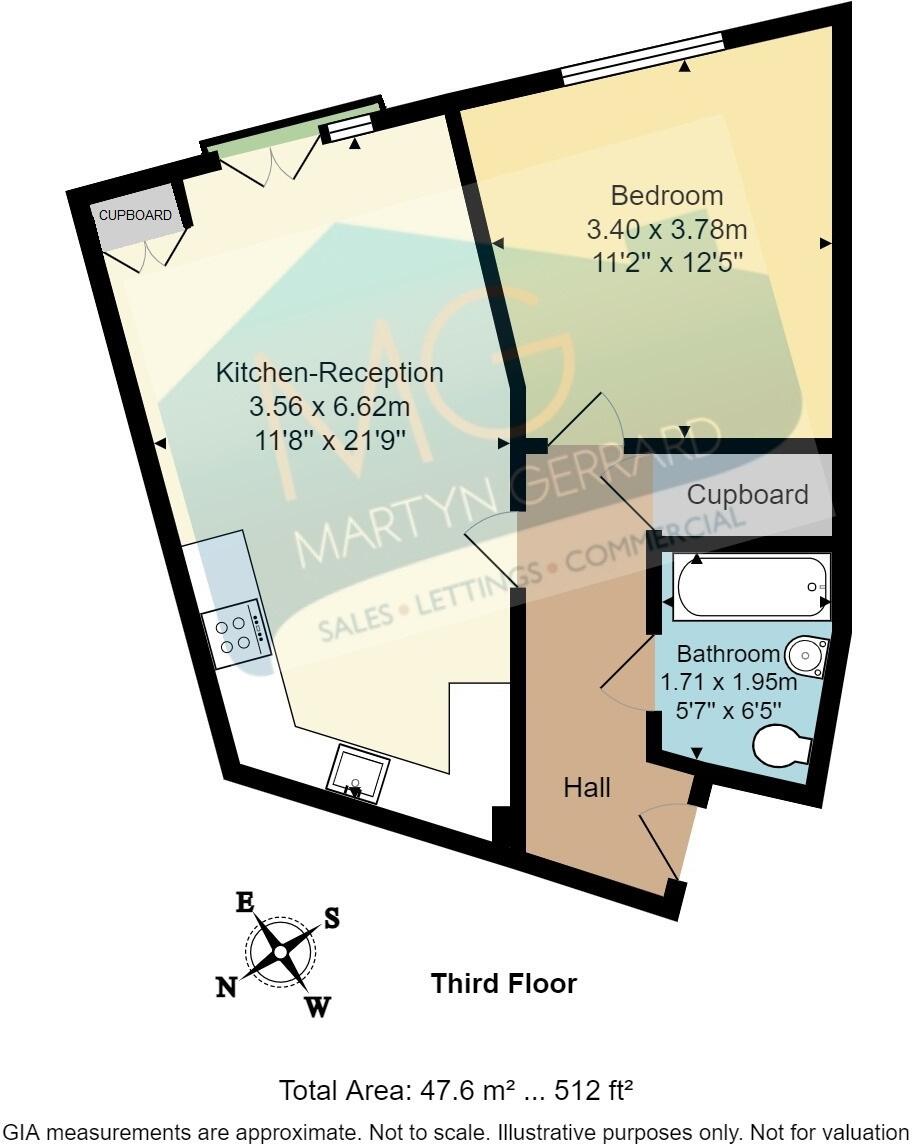 CUPBOARD
Bedroom
3.40 x 3.78m
11'2" x 12'5"
Kitchen-Reception
3.56 x 6.62m
11'8" x 21'9"
MG
MARTYN GERRARD
SALES • LETTINGS • COMMERCIAL
Cupboard
Bathroom
1.71 x 1.95m
5'7" x 6'5"
Hall
E
S
N
W
Third Floor
Total Area: 47.6 m² ... 512 ft²
GIA measurements are approximate. Not to scale. Illustrative purposes only. Not for valuation